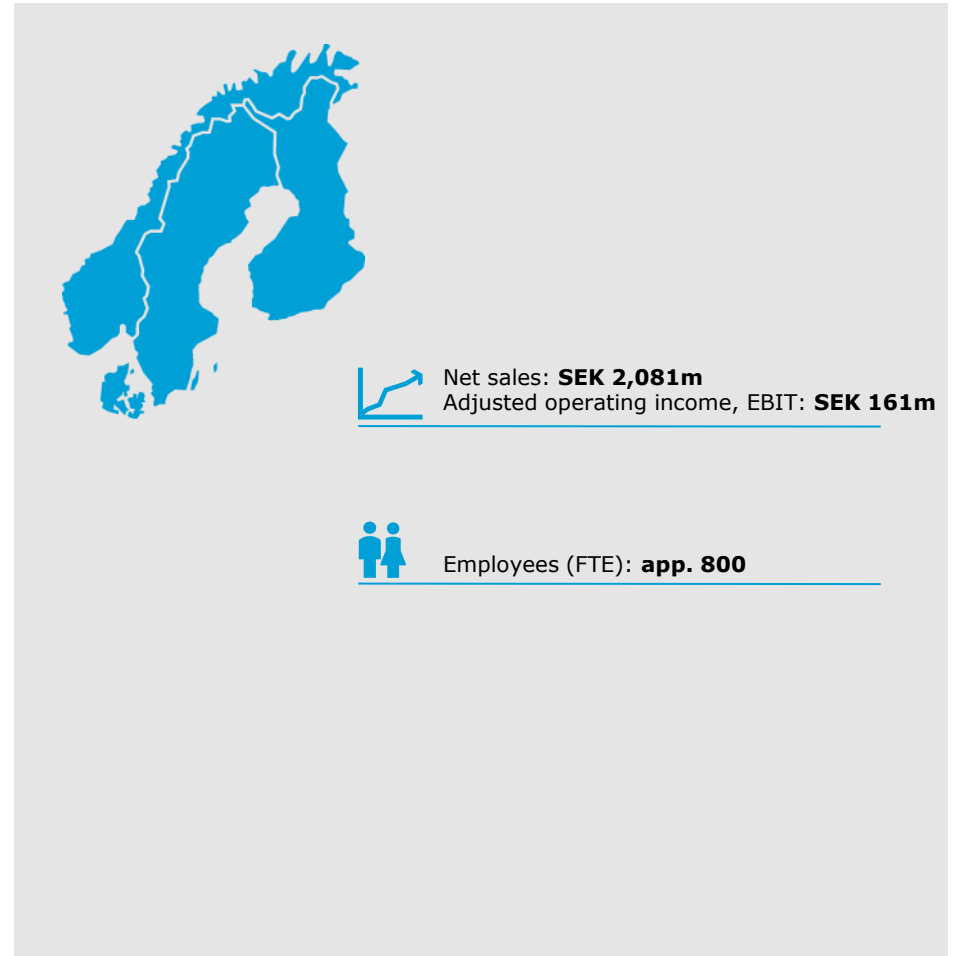 Net sales: SEK 2,081m
Adjusted operating income, EBIT: SEK 161m
Employees (FTE): app. 800